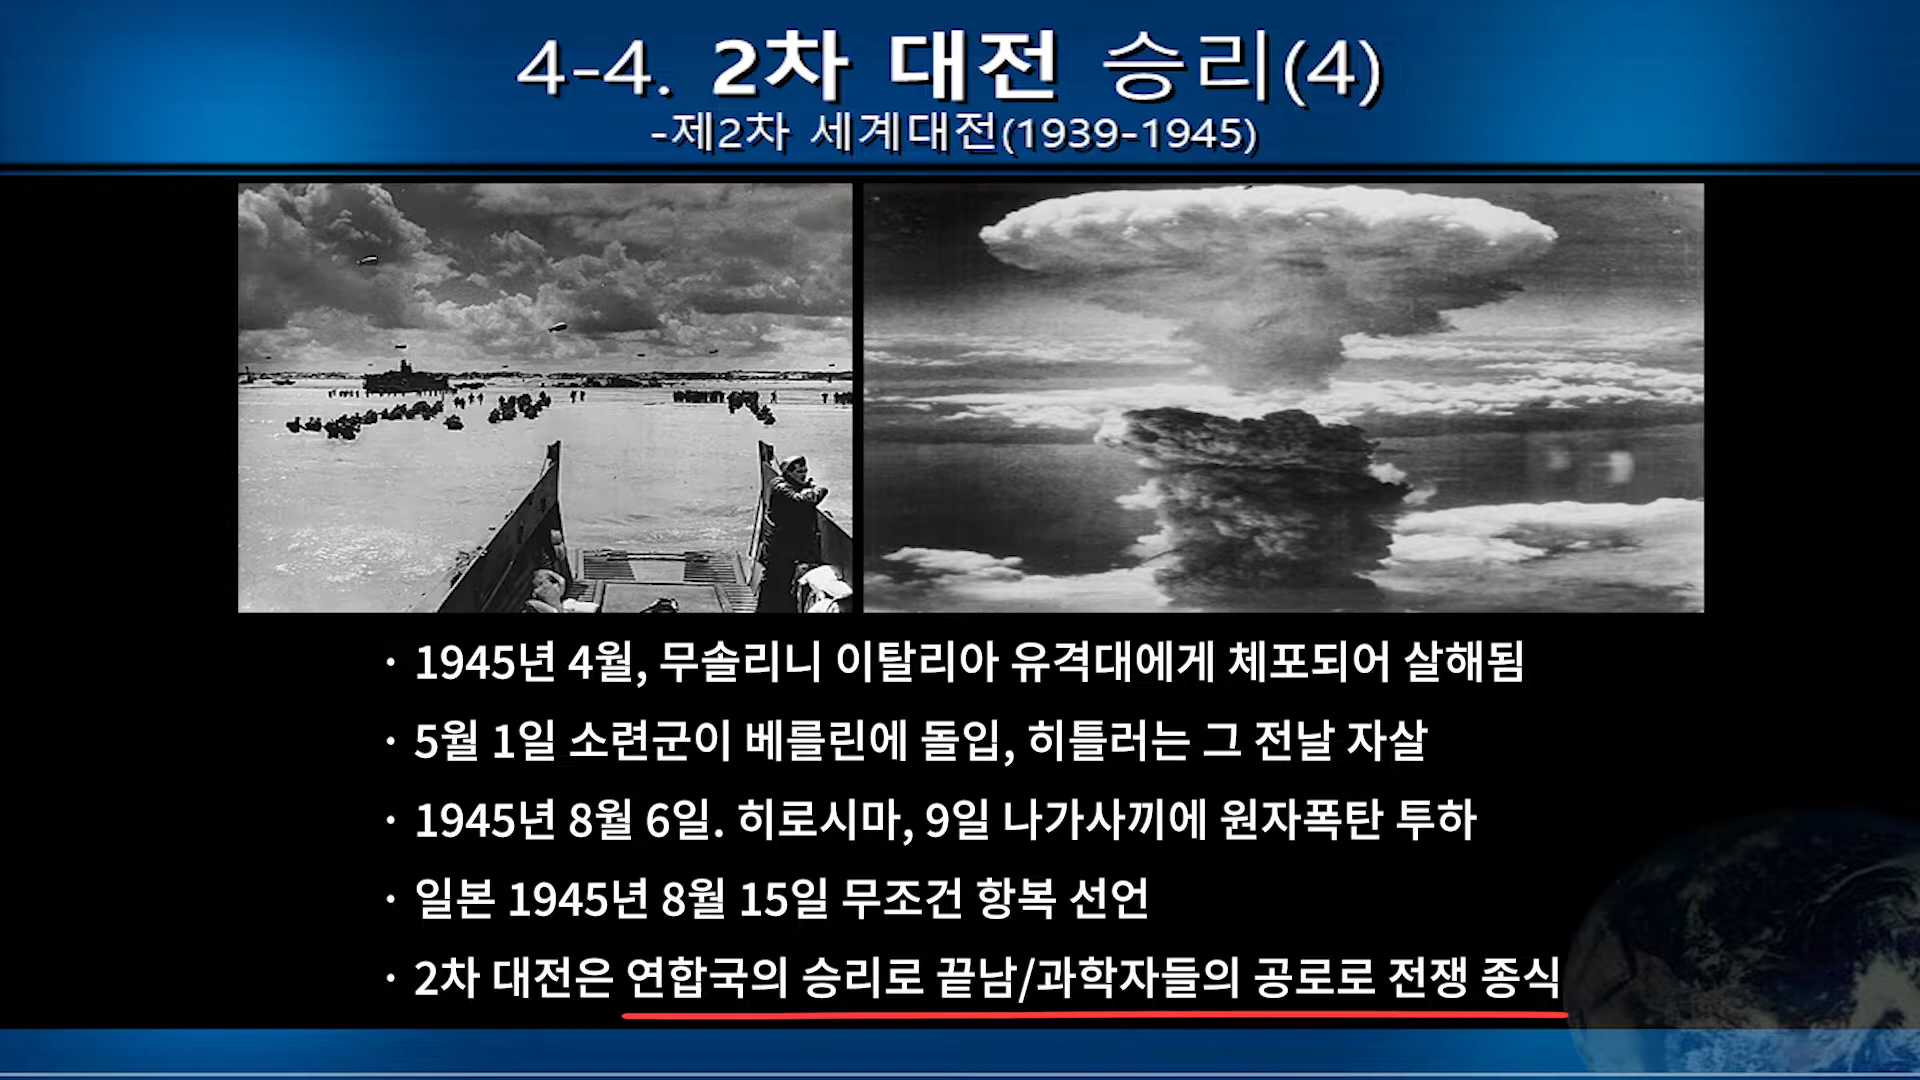 4-4. 2차 대전 승리(4)
-제2차 세계대전(1939-1945)
· 1945년 4월, 무솔리니 이탈리아 유격대에게 체포되어 살해됨
· 5월 1일 소련군이 베를린에 돌입, 히틀러는 그 전날 자살
· 1945년 8월 6일. 히로시마, 9일 나가사끼에 원자폭탄 투하
· 일본 1945년 8월 15일 무조건 항복 선언
· 2차 대전은 연합국의 승리로 끝남/과학자들의 공로로 전쟁 종식